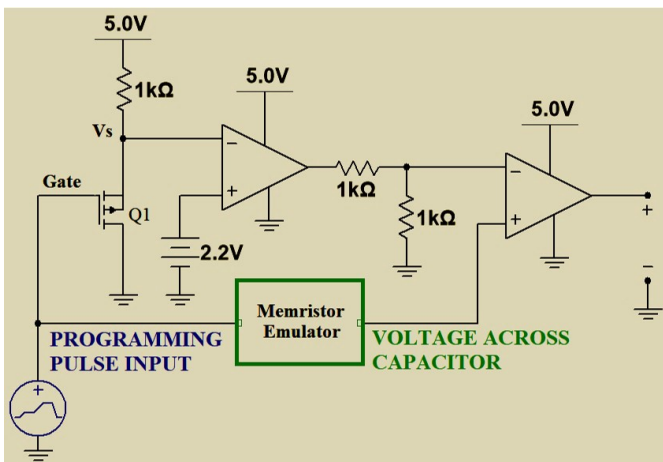 5.0V
1kΩ
5.0V
5.0V
Vs
−
+
Gate
Q1
1kΩ
1kΩ
−
+
+
−
2.2V
Memristor
Emulator
PROGRAMMING
PULSE INPUT
VOLTAGE ACROSS
CAPACITOR
+